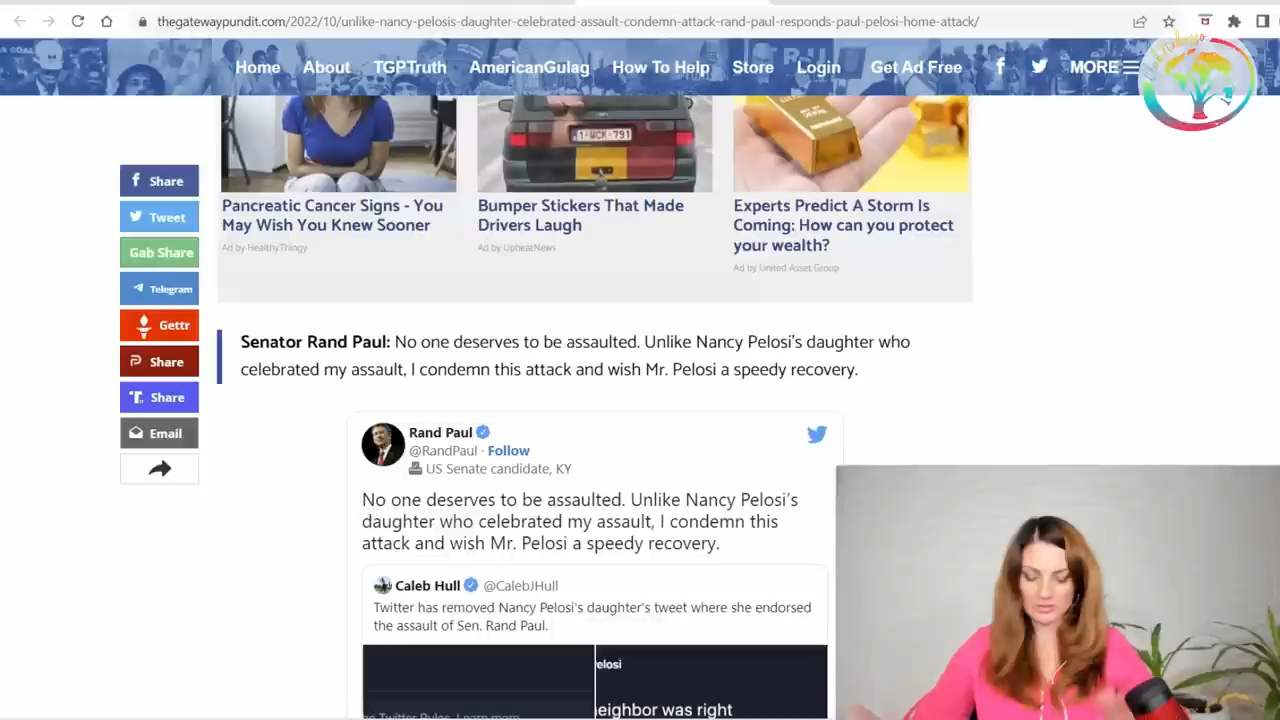 thegatewaypundit.com/2022/10/unlike-nancy-pelosis-daughter-celebrated-assault-condemn-attack-rand-paul-responds-paul-pelosi-home-attack/
Home About TGPTruth AmericanGulag How To Help Store Login Get Ad Free MORE
1-WCK-791
Pancreatic Cancer Signs - You
May Wish You Knew Sooner
Ad by HealthyThingy
Bumper Stickers That Made
Drivers Laugh
Ad by UpbeatNews
Experts Predict A Storm Is
Coming: How can you protect
your wealth?
Ad by United Asset Group
Share
Tweet
Gab Share
Telegram
Gettr
Share
Share
Email
Senator Rand Paul: No one deserves to be assaulted. Unlike Nancy Pelosi's daughter who
celebrated my assault, I condemn this attack and wish Mr. Pelosi a speedy recovery.
Rand Paul
@RandPaul · Follow
US Senate candidate, KY
No one deserves to be assaulted. Unlike Nancy Pelosi's
daughter who celebrated my assault, I condemn this
attack and wish Mr. Pelosi a speedy recovery.
Caleb Hull @CalebJHull
Twitter has removed Nancy Pelosi's daughter's tweet where she endorsed
the assault of Sen. Rand Paul.
elosi
eighbor was right
he Twitter Rules. Learn more